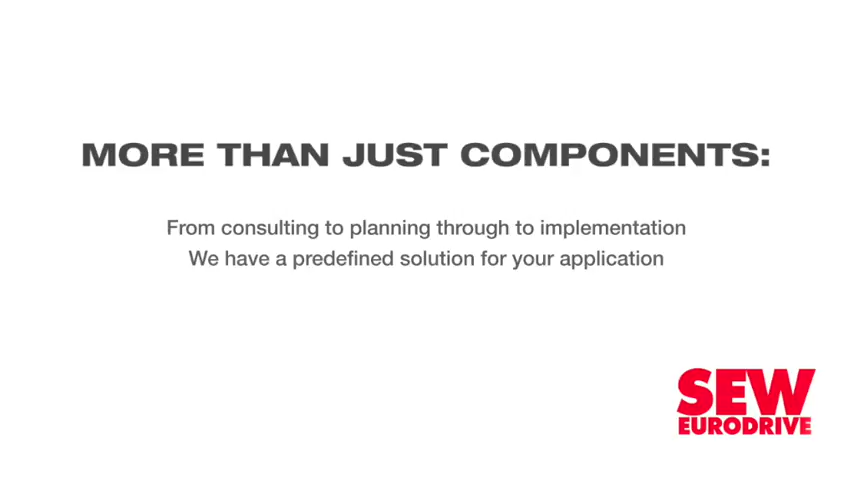 MORE THAN JUST COMPONENTS:
From consulting to planning through to implementation
We have a predefined solution for your application
SEW
EURODRIVE